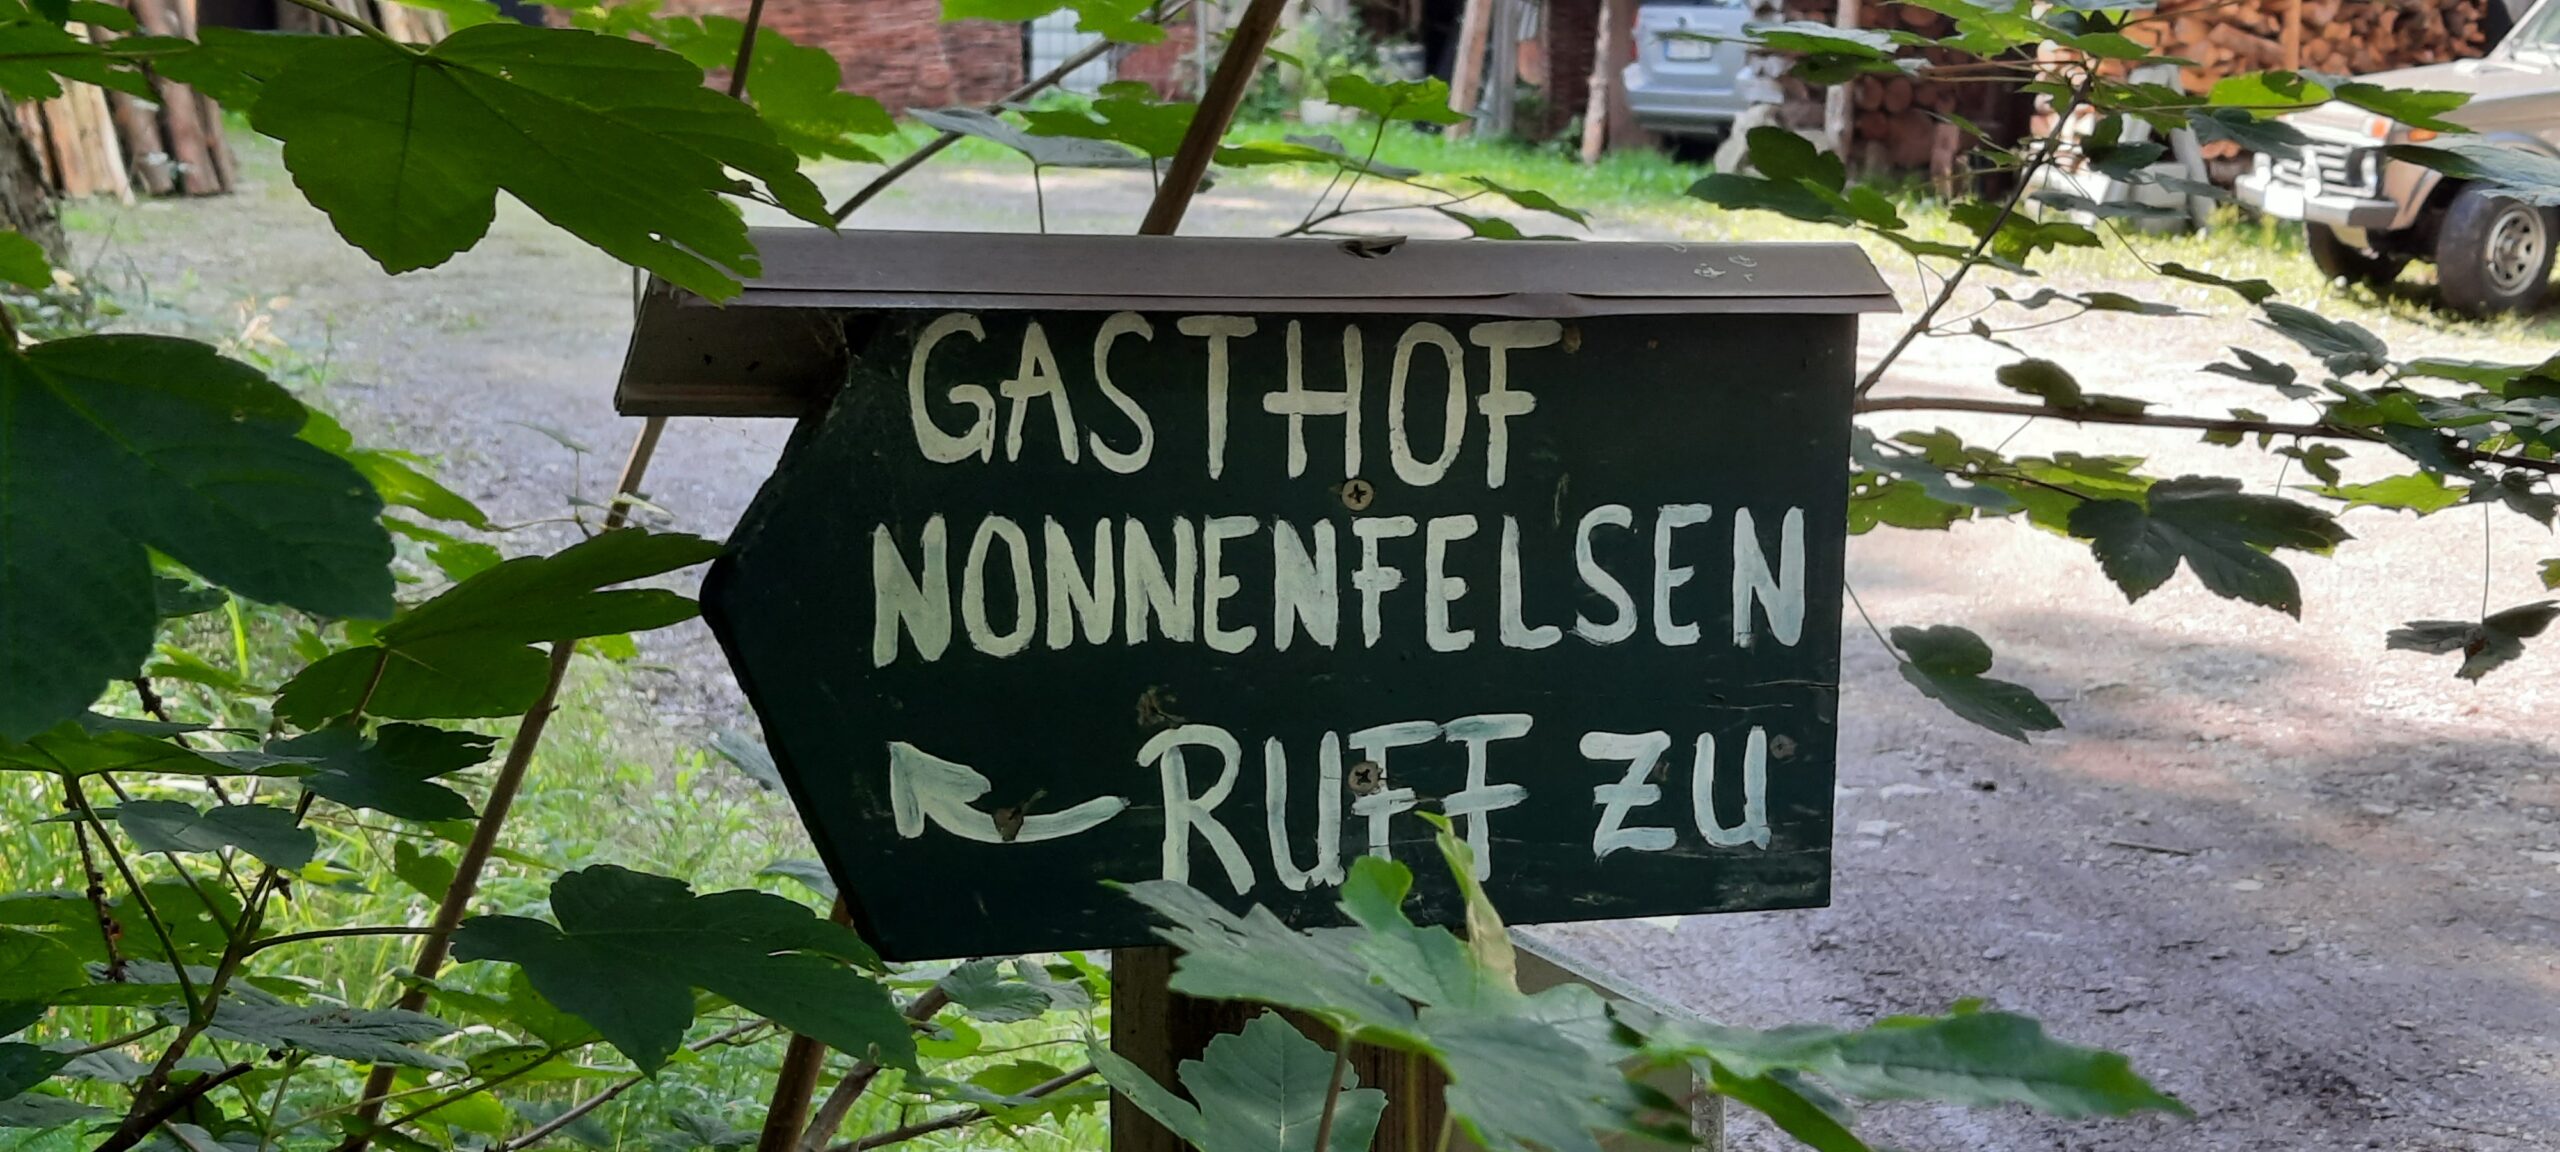 GASTHOF
NONNENFELSEN
← RUFF ZU